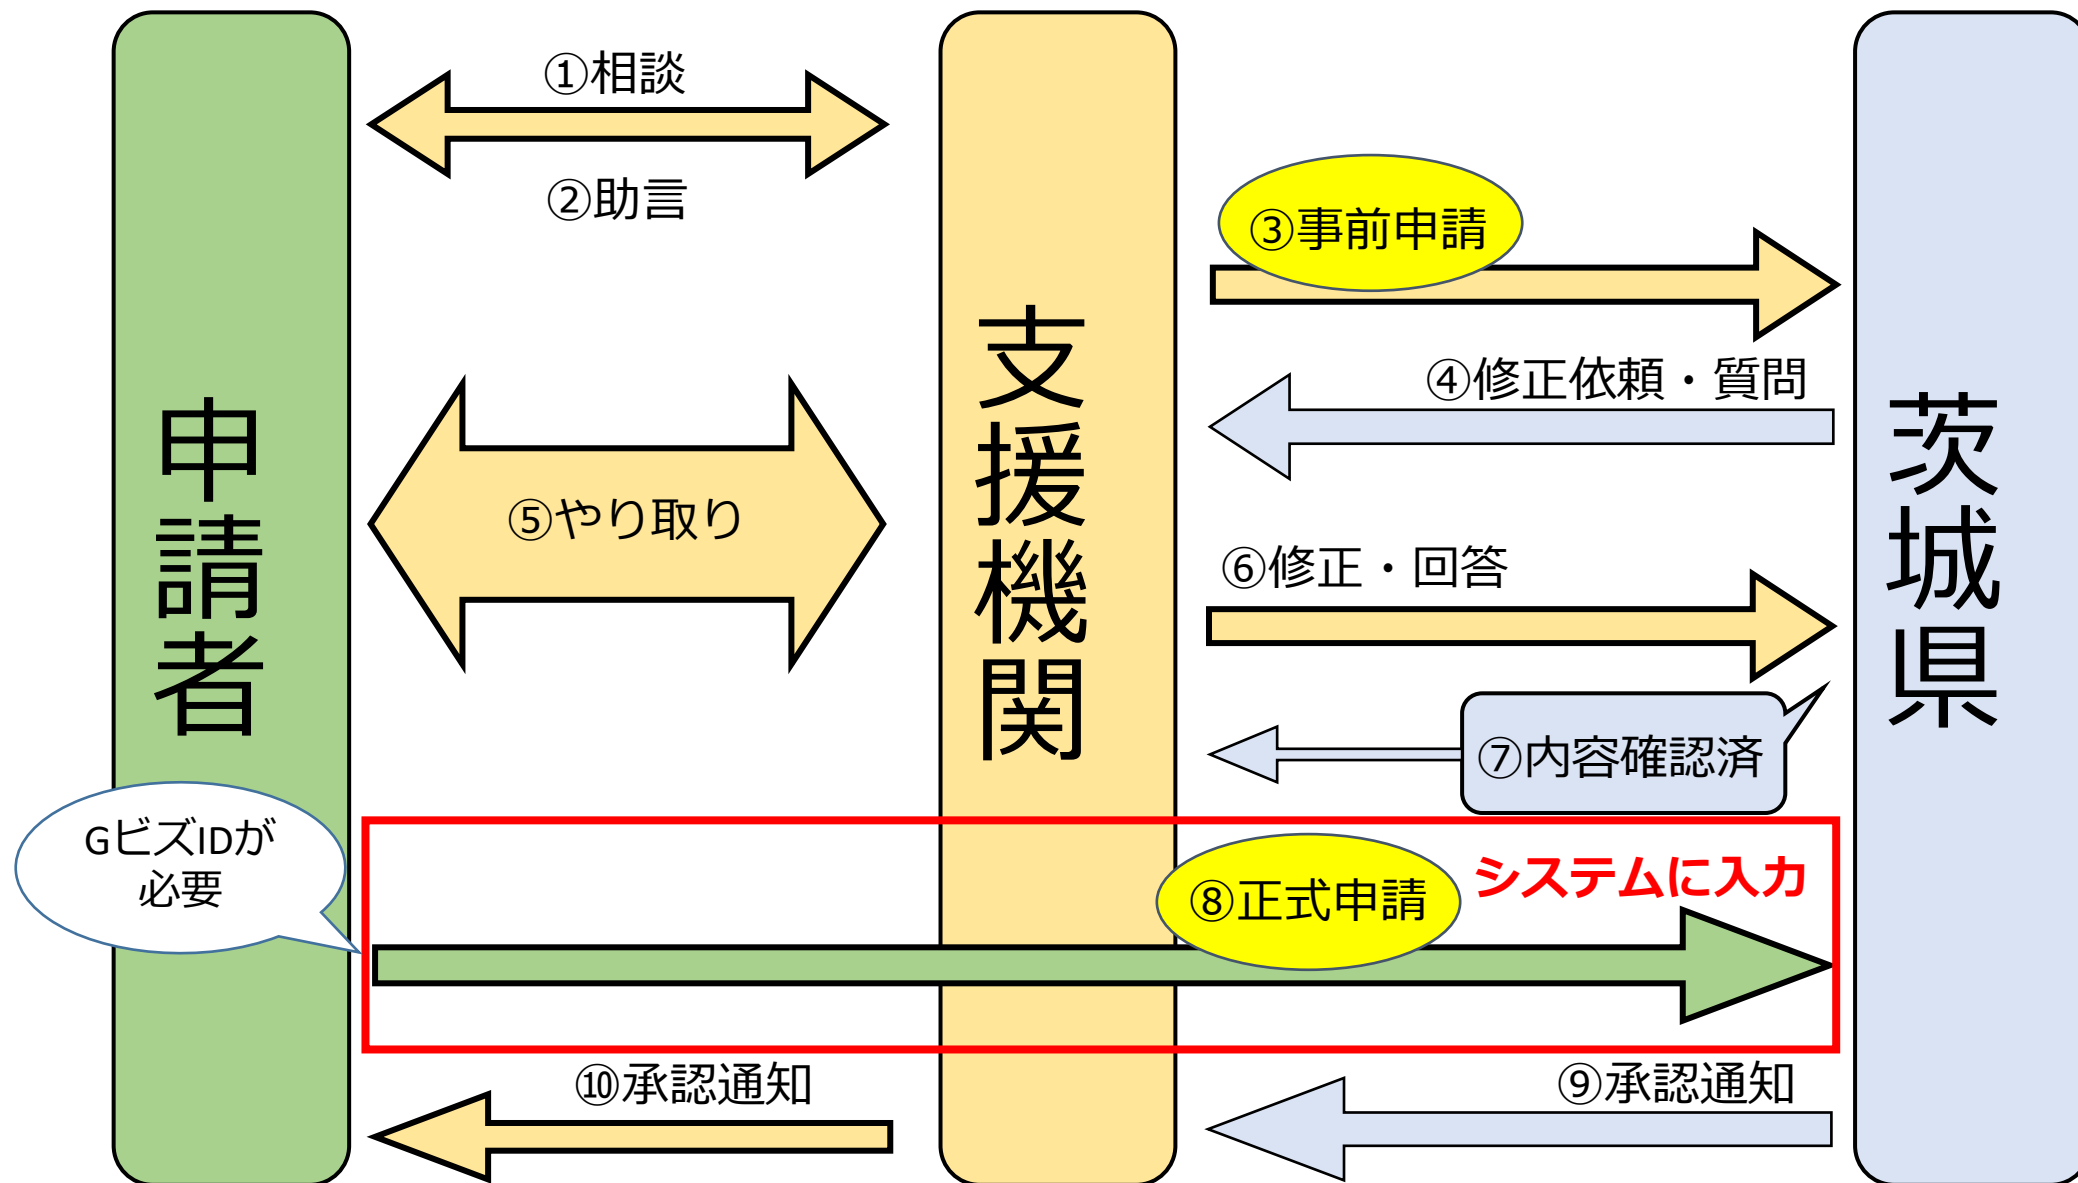 ①相談
②助言
③事前申請
④修正依頼・質問
申請者
支援機関
茨城県
⑤やり取り
⑥修正・回答
⑦内容確認済
GビズIDが
必要
⑧正式申請
システムに入力
⑩承認通知
⑨承認通知